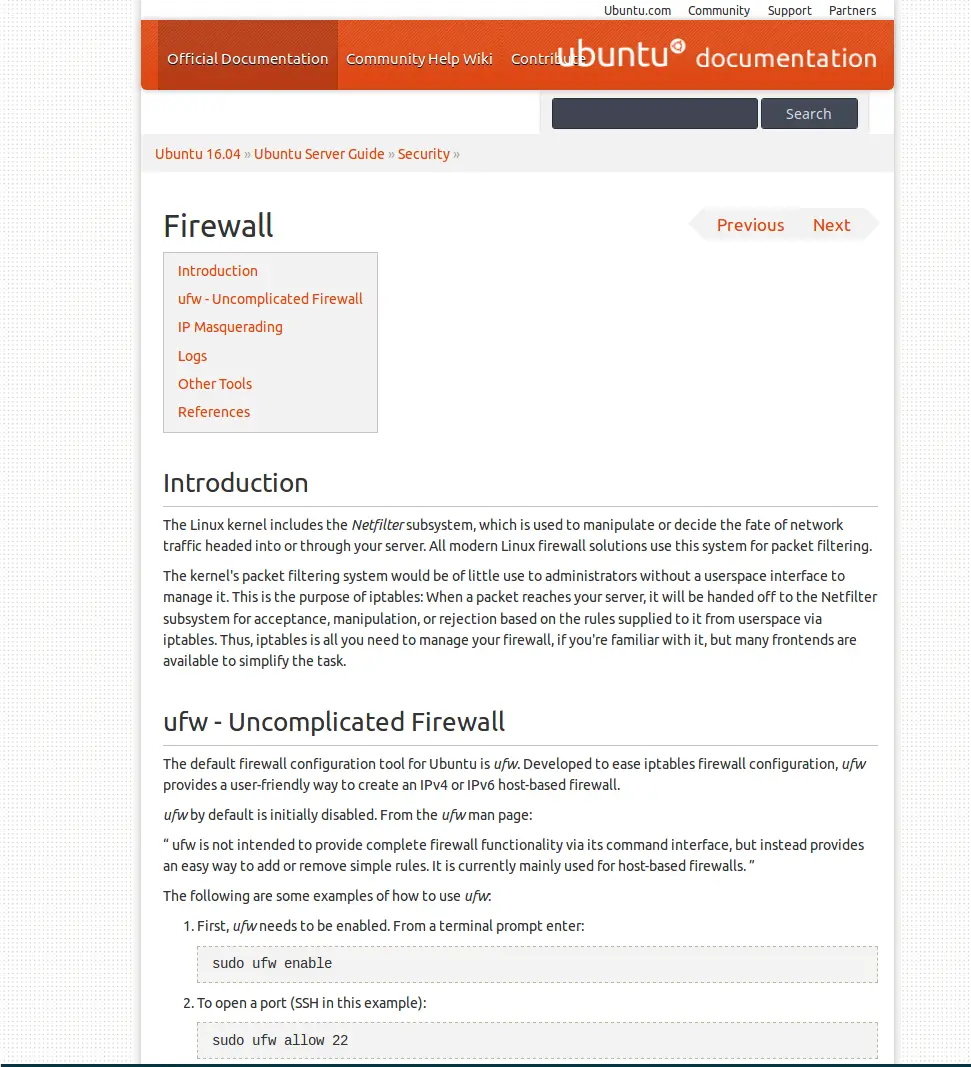 Ubuntu.com Community Support Partners
Official Documentation Community Help Wiki Contribute ubuntu documentation
Search
Ubuntu 16.04 » Ubuntu Server Guide » Security »
Firewall
Previous Next
Introduction
ufw - Uncomplicated Firewall
IP Masquerading
Logs
Other Tools
References
Introduction
The Linux kernel includes the Netfilter subsystem, which is used to manipulate or decide the fate of network
traffic headed into or through your server. All modern Linux firewall solutions use this system for packet filtering.
The kernel's packet filtering system would be of little use to administrators without a userspace interface to
manage it. This is the purpose of iptables: When a packet reaches your server, it will be handed off to the Netfilter
subsystem for acceptance, manipulation, or rejection based on the rules supplied to it from userspace via
iptables. Thus, iptables is all you need to manage your firewall, if you're familiar with it, but many frontends are
available to simplify the task.
ufw - Uncomplicated Firewall
The default firewall configuration tool for Ubuntu is ufw. Developed to ease iptables firewall configuration, ufw
provides a user-friendly way to create an IPv4 or IPv6 host-based firewall.
ufw by default is initially disabled. From the ufw man page:
“ ufw is not intended to provide complete firewall functionality via its command interface, but instead provides
an easy way to add or remove simple rules. It is currently mainly used for host-based firewalls. ”
The following are some examples of how to use ufw:
1. First, ufw needs to be enabled. From a terminal prompt enter:
sudo ufw enable
2. To open a port (SSH in this example):
sudo ufw allow 22